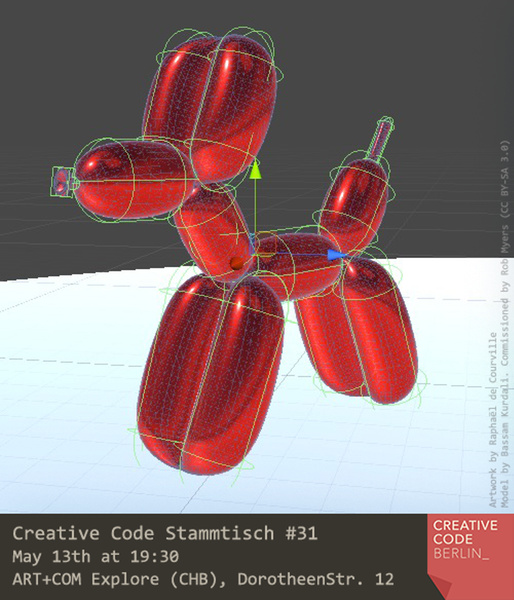 Artwork by Raphaël de Courville
Model by Bassam Kurdali. Commissioned by Rob Myers (CC BY-SA 3.0)
Creative Code Stammtisch #31
May 13th at 19:30
ART+COM Explore (CHB), DorotheenStr. 12
CREATIVE
CODE
BERLIN_